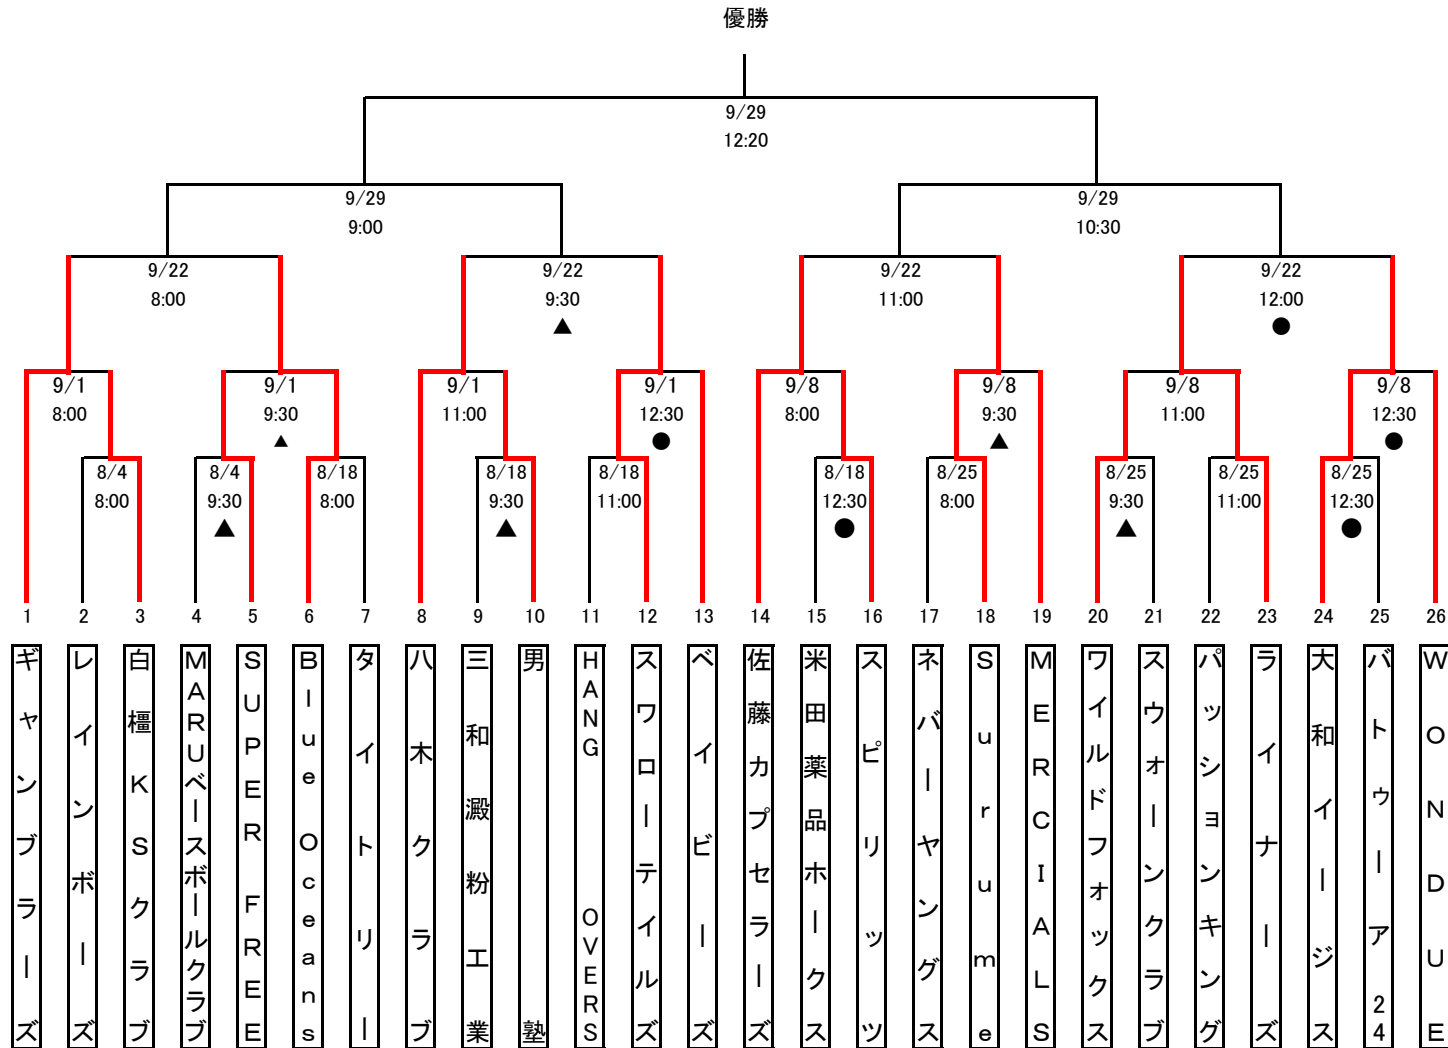 優勝
9/29
12:20
9/29
9:00
9/29
10:30
9/22
8:00
9/22
9:30
▲
9/22
11:00
9/22
12:00
●
9/1
8:00
9/1
9:30
▲
9/1
11:00
9/1
12:30
●
9/8
8:00
9/8
9:30
▲
9/8
11:00
9/8
12:30
●
8/4
8:00
8/4
9:30
▲
8/18
8:00
8/18
9:30
▲
8/18
11:00
8/18
12:30
●
8/25
8:00
8/25
9:30
▲
8/25
11:00
8/25
12:30
●
1 2 3 4 5 6 7 8 9 10 11 12 13 14 15 16 17 18 19 20 21 22 23 24 25 26
ギャンブラーズ
レインボーズ
白橿KSクラブ
MARUベースボールクラブ
SUPER FREE
Blue Oceans
タイトリー
八木クラブ
三和澱粉工業
男塾
HANG OVERS
スワローテイルズ
ベイビーズ
佐藤カプセラーズ
米田薬品ホークス
スピリッツ
ネバーヤングス
Surume
MERCIALS
ワイルドフォックス
スウォーンクラブ
パッションキング
ライナーズ
大和イージス
バトゥーア24
WONDUE